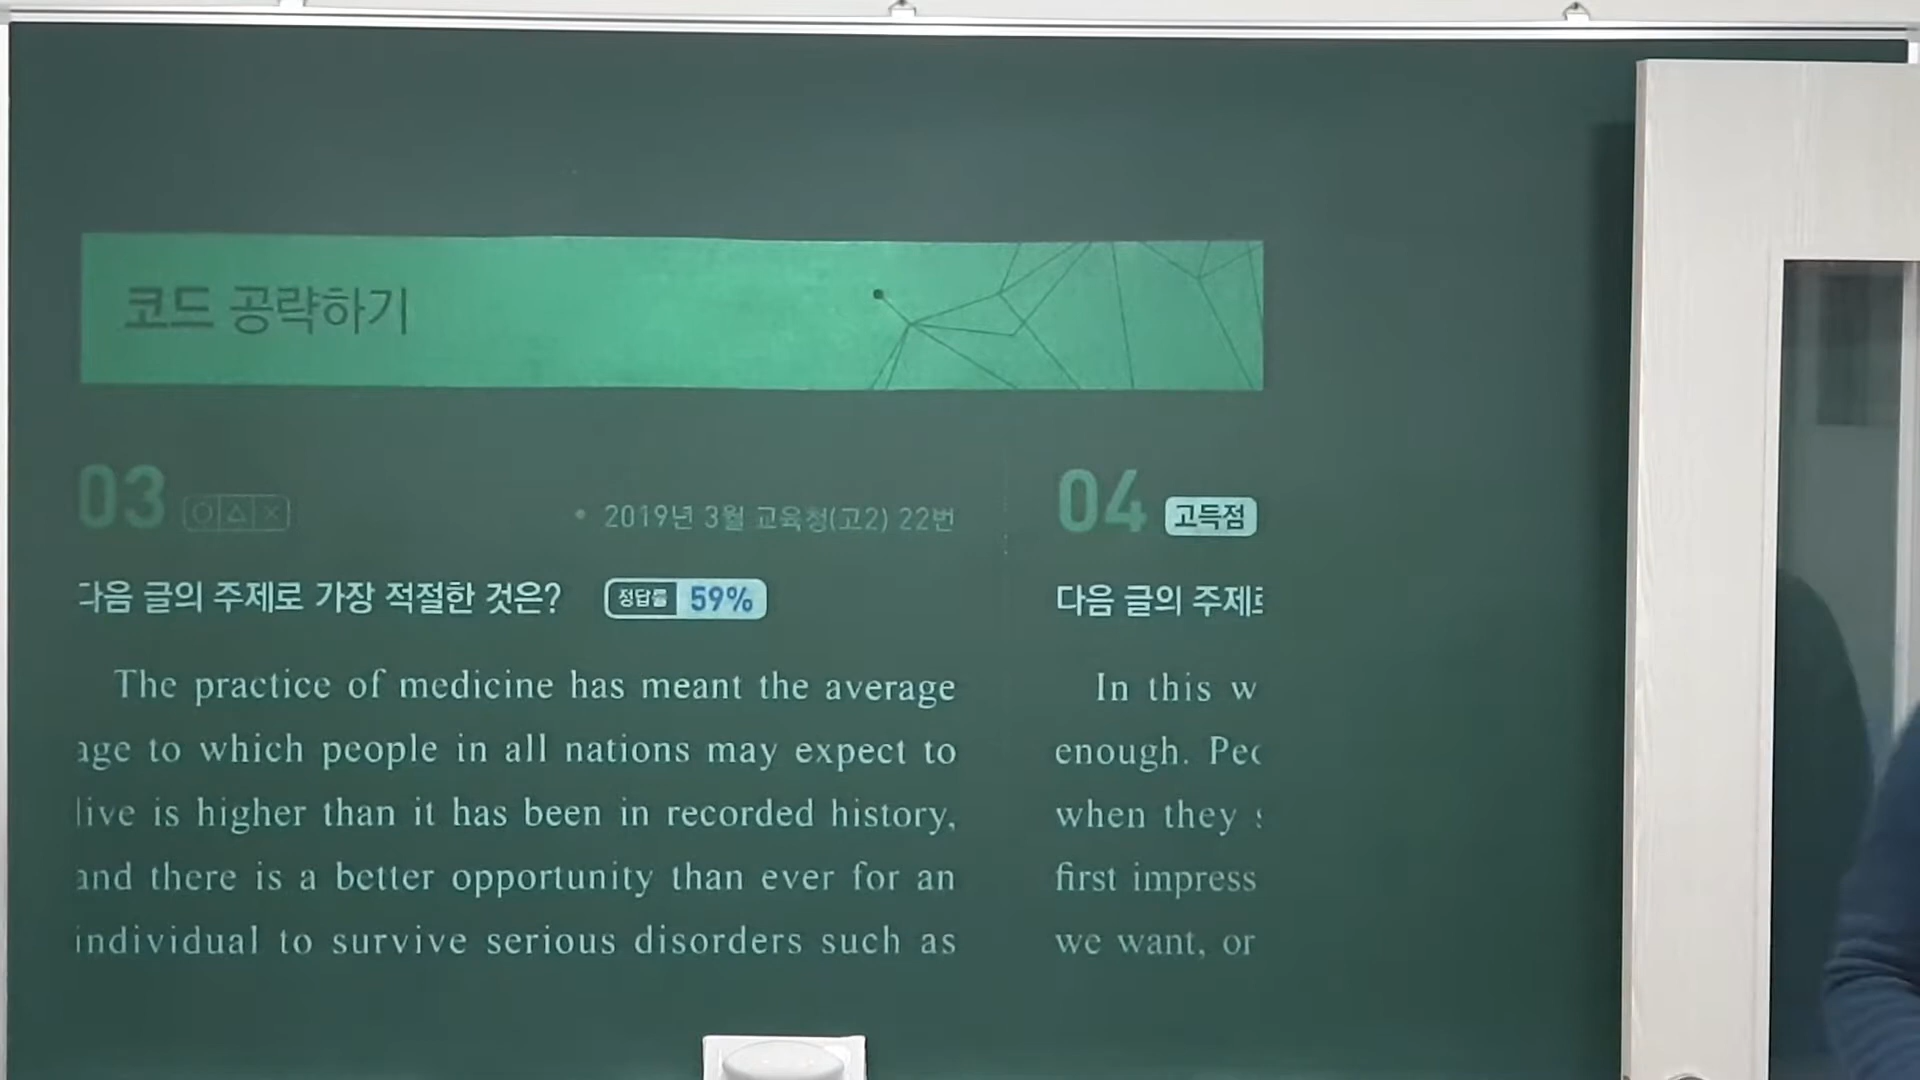 코드 공략하기
03
2019년 3월 교육청(고2) 22번
다음 글의 주제로 가장 적절한 것은?
정답률 59%
The practice of medicine has meant the average
age to which people in all nations may expect to
live is higher than it has been in recorded history,
and there is a better opportunity than ever for an
individual to survive serious disorders such as
04 고득점
다음 글의 주제
In this w
enough.
when they
first impress
we want, or